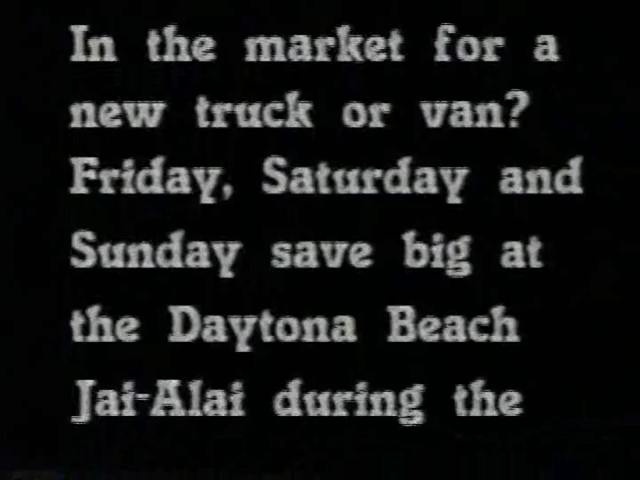 In the market for a
new truck or van?
Friday, Saturday and
Sunday save big at
the Daytona Beach
Jai-Alai during the